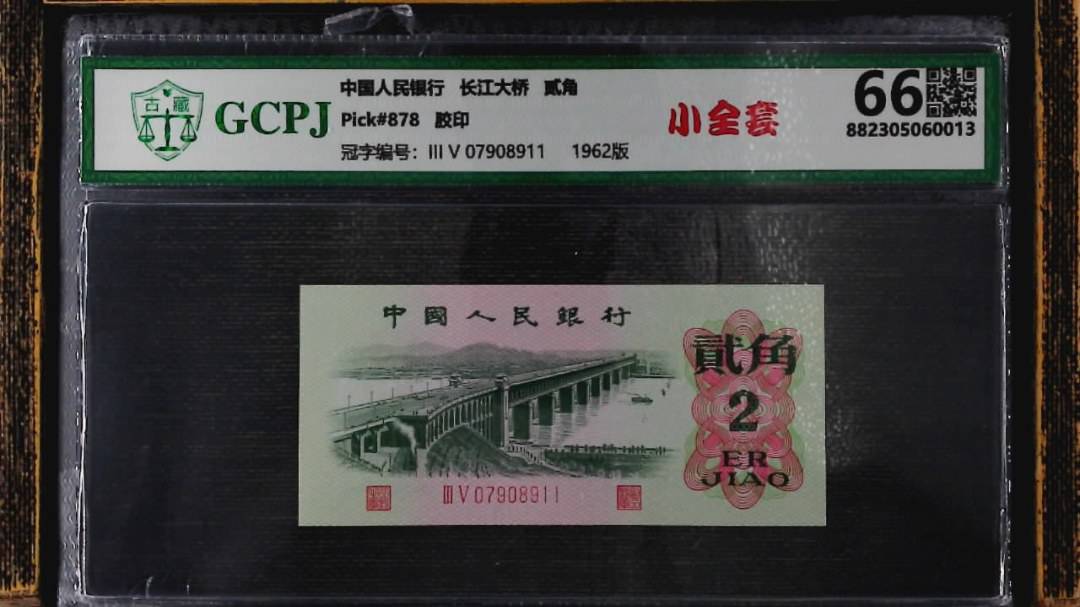 古藏
GCPJ
中国人民银行 长江大桥 贰角
Pick#878 胶印
冠字编号: III V 07908911 1962版
小全套
66
882305060013
中國人民銀行
貳角
2
ER
JIAO
III V 07908911